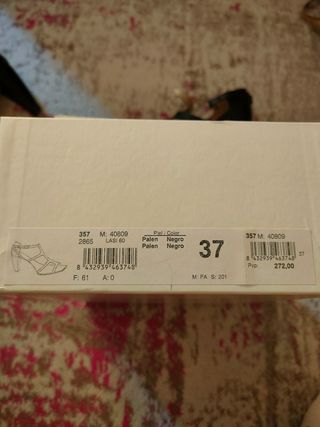 357 M: 40809
2865 LASI 60
8 432939 463748
F: 61 A: 0
Piel / Color
Palen Negro
Palen Negro
37
M: PA S: 201
357 M: 40809
8 432939 463748
37
Pvp 272,00